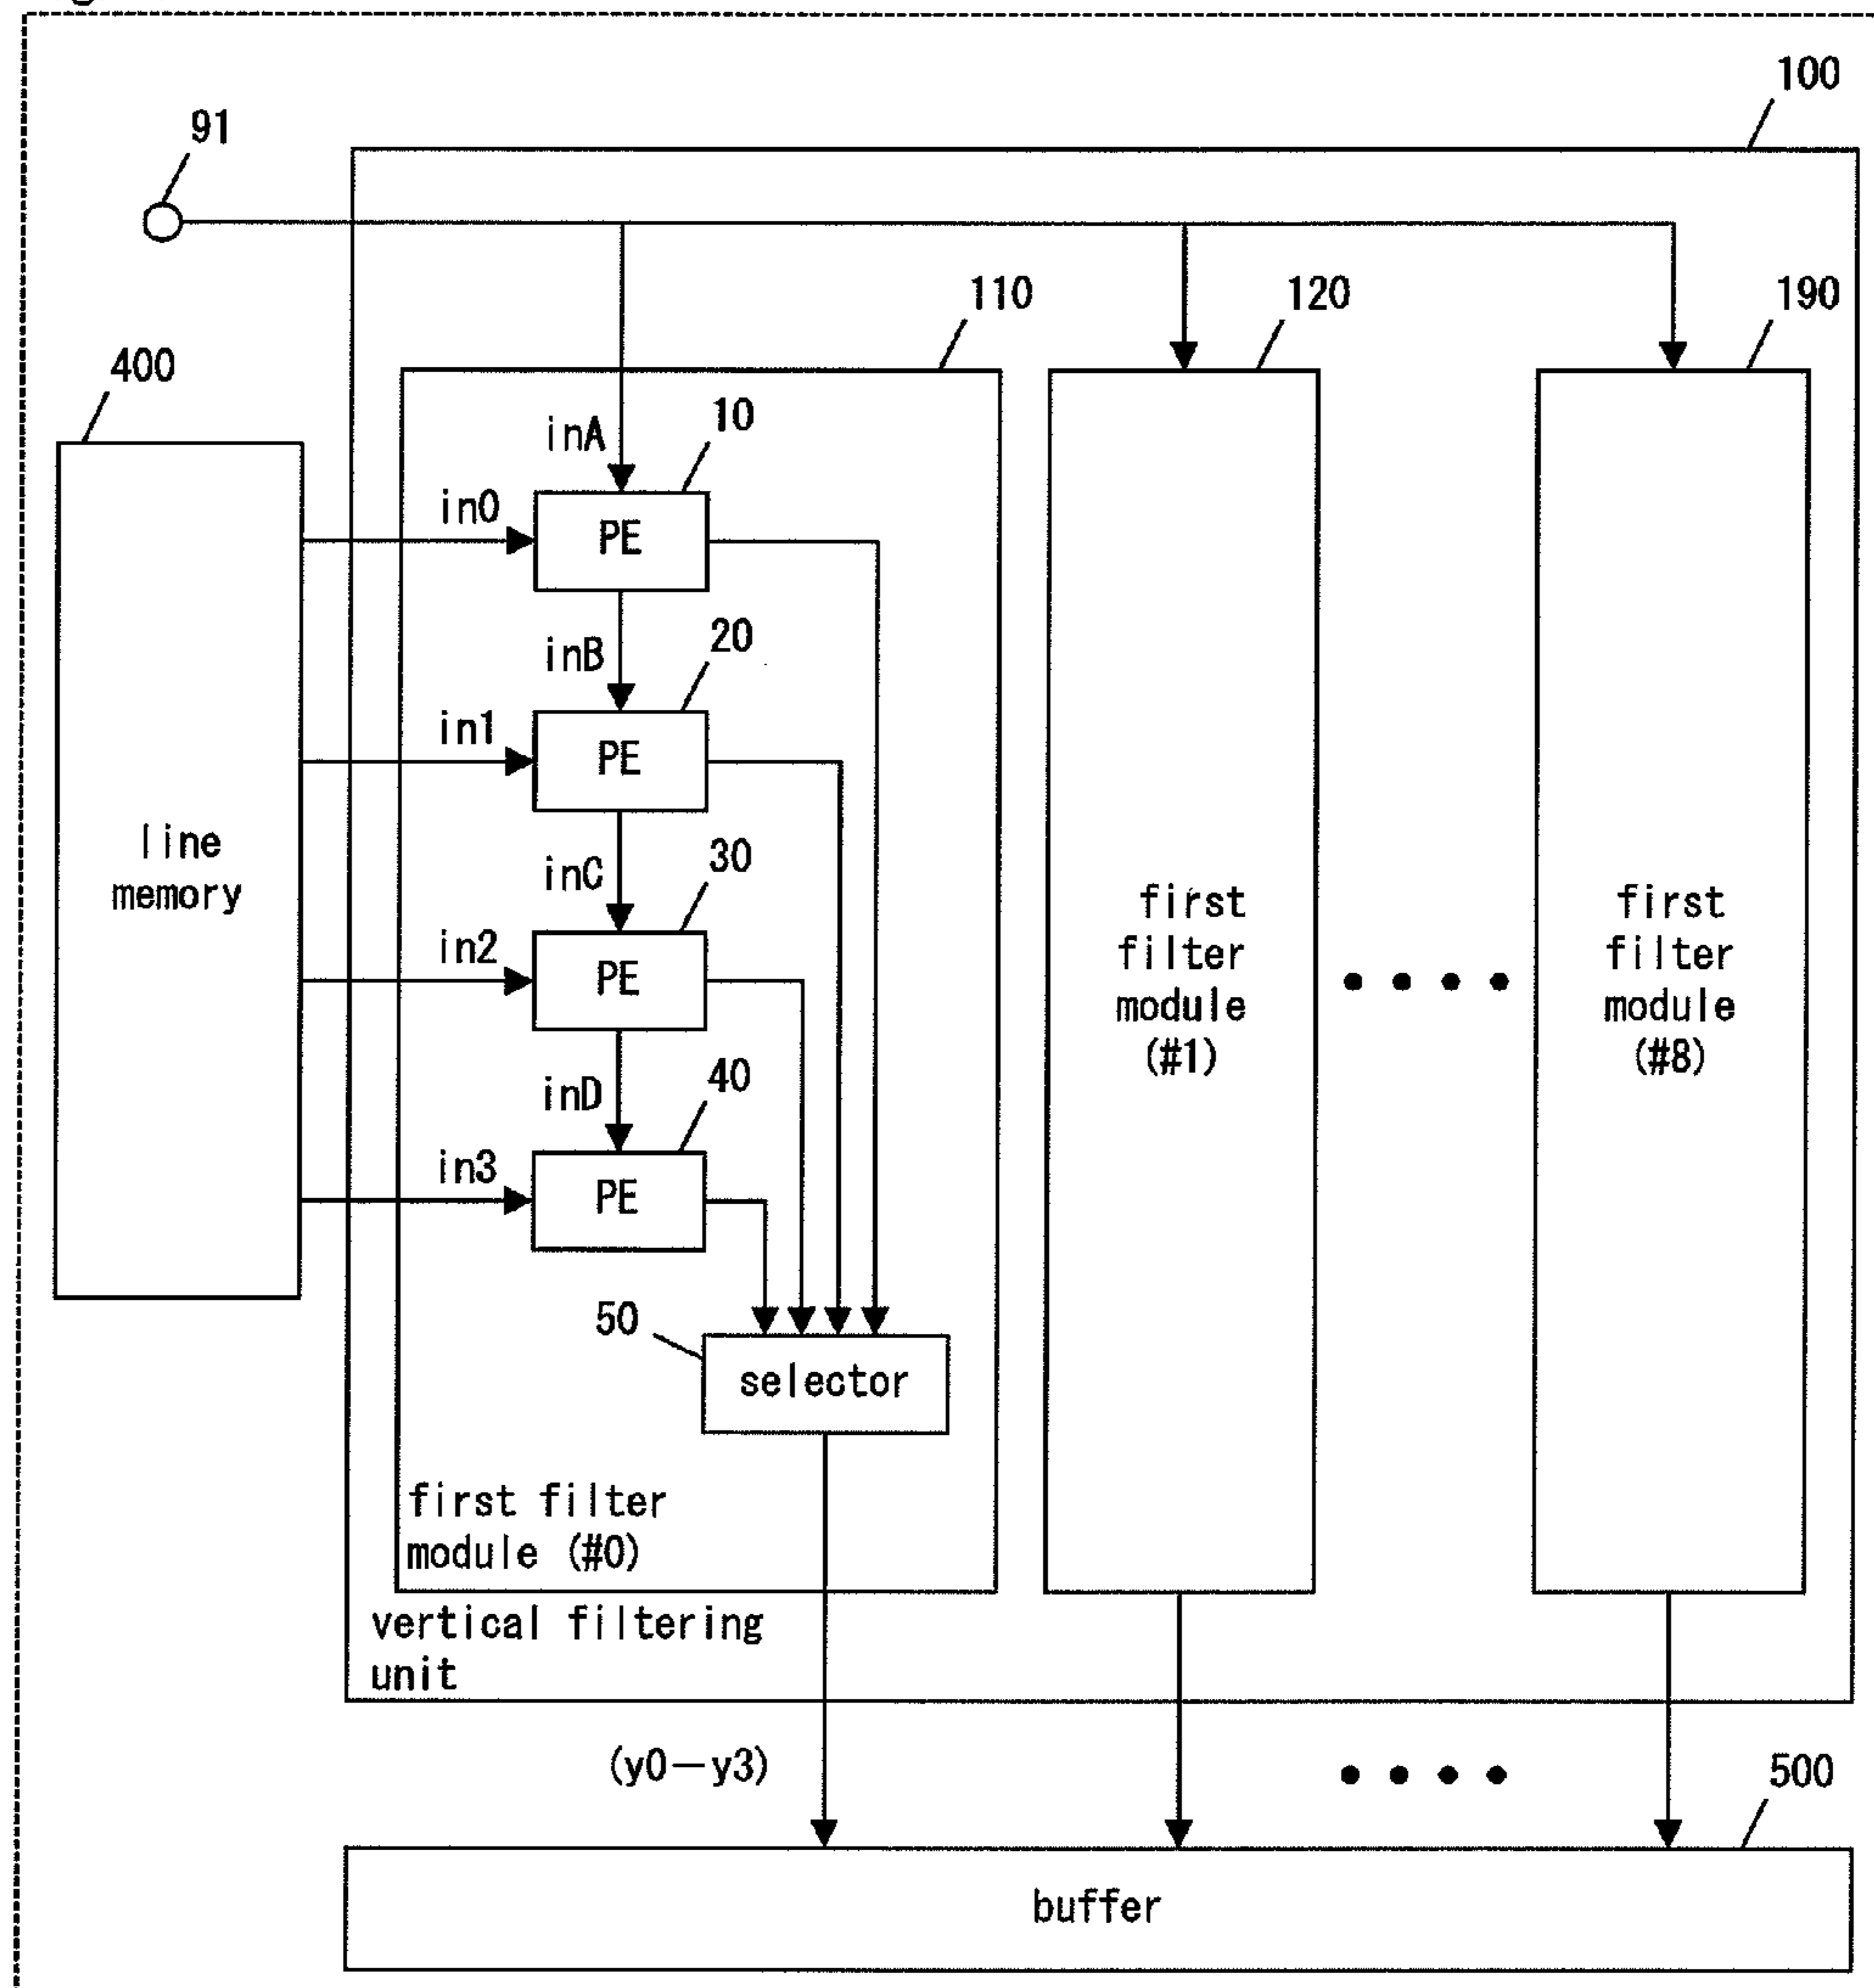 100
91
110
120
190
400
inA
10
in0
PE
inB
20
in1
PE
line
memory
inC
30
in2
PE
first
filter
module
(#1)
first
filter
module
(#8)
inD
40
in3
PE
50
selector
first filter
module (#0)
vertical filtering
unit
(y0—y3)
500
buffer